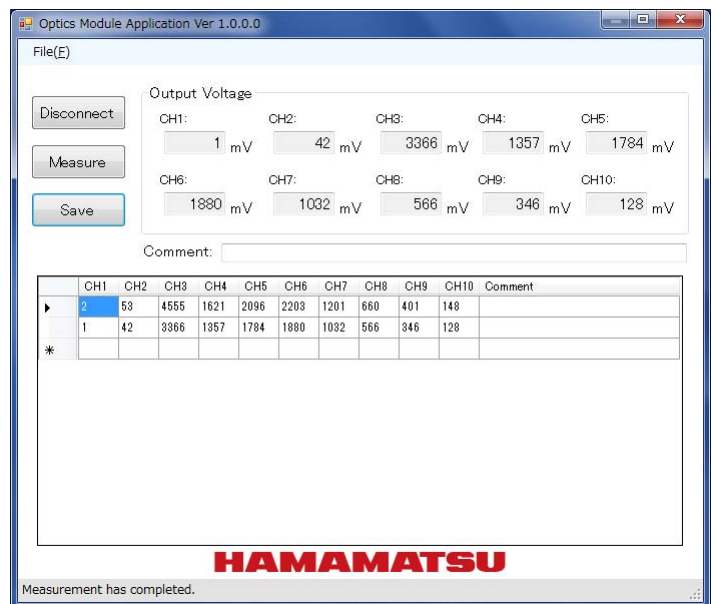 Optics Module Application Ver 1.0.0.0
File(F)
Disconnect
Measure
Save
Output Voltage
CH1: CH2: CH3: CH4: CH5:
1 mV 42 mV 3366 mV 1357 mV 1784 mV
CH6: CH7: CH8: CH9: CH10:
1880 mV 1032 mV 566 mV 346 mV 128 mV
Comment:
CH1 CH2 CH3 CH4 CH5 CH6 CH7 CH8 CH9 CH10 Comment
2 53 4555 1621 2096 2203 1201 660 401 148
1 42 3366 1357 1784 1880 1032 566 346 128
HAMAMATSU
Measurement has completed.